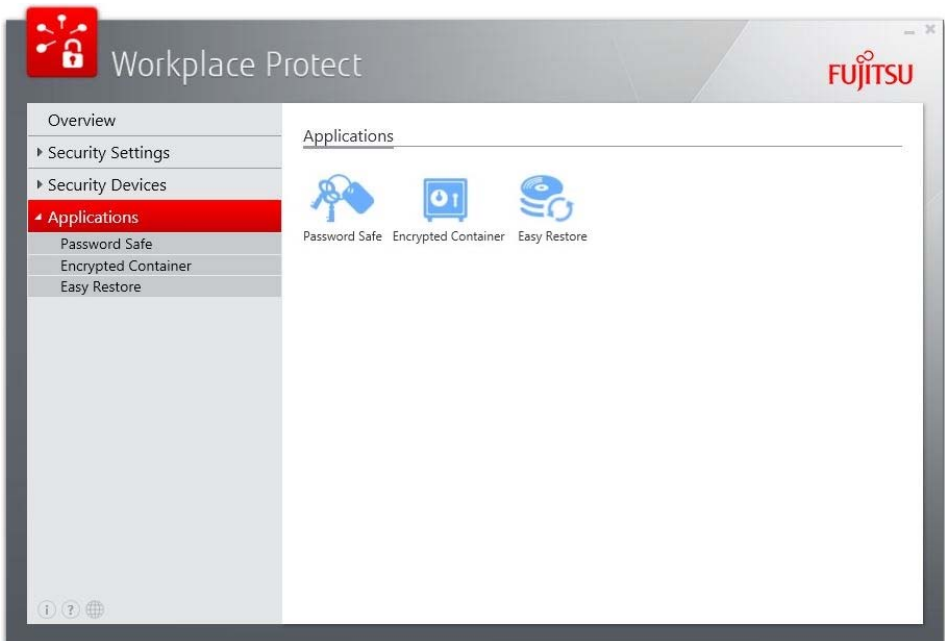 Workplace Protect
FUJITSU
Overview
Security Settings
Security Devices
Applications
Password Safe
Encrypted Container
Easy Restore
Applications
Password Safe Encrypted Container Easy Restore